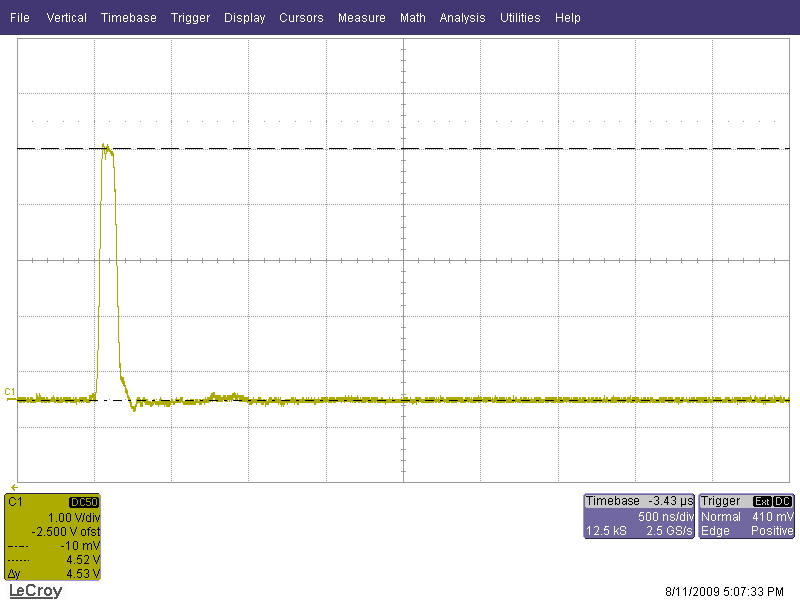 File Vertical Timebase Trigger Display Cursors Measure Math Analysis Utilities Help
C1
C1 DC50
1.00 V/div
-2.500 V ofst
-10 mV
4.52 V
Δy 4.53 V
Timebase -3.43 µs
500 ns/div
12.5 kS 2.5 GS/s
Trigger Ext DC
Normal 410 mV
Edge Positive
LeCroy
8/11/2009 5:07:33 PM